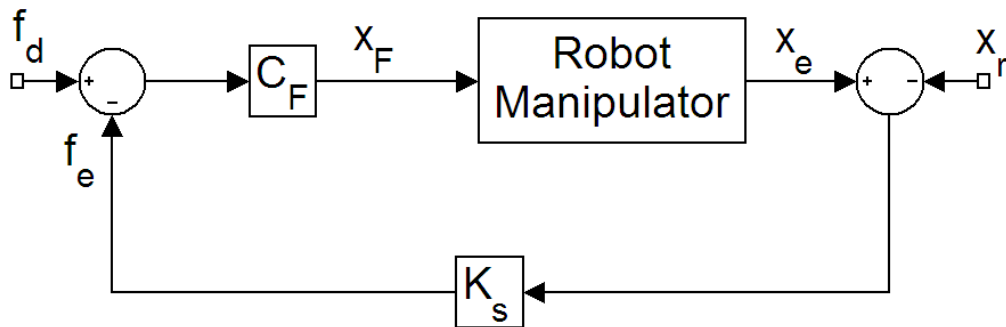 f_d
+
-
f_e
C_F
x_F
Robot
Manipulator
x_e
+
-
x_r
K_s